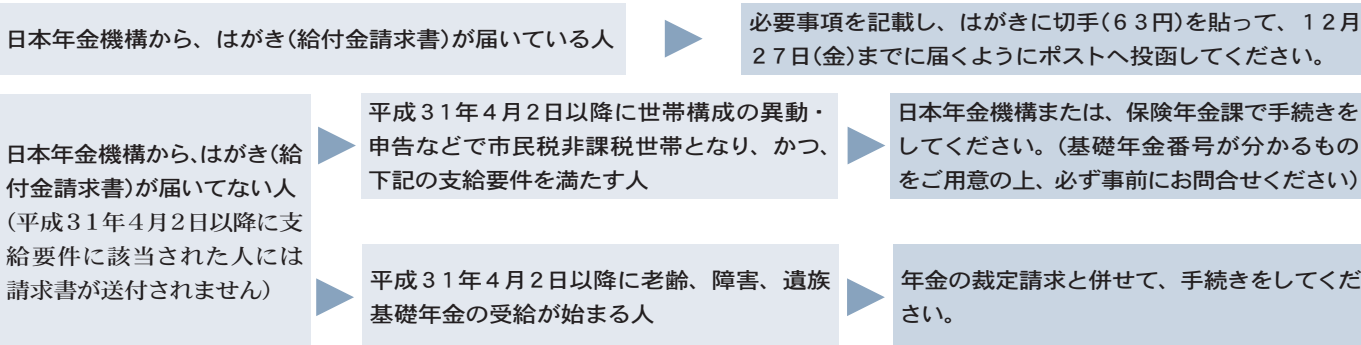 日本年金機構から、はがき(給付金請求書)が届いている人
必要事項を記載し、はがきに切手(63円)を貼って、12月
27日(金)までに届くようにポストへ投函してください。
日本年金機構から、はがき(給
付金請求書)が届いてない人
(平成31年4月2日以降に支
給要件に該当された人には
請求書が送付されません)
平成31年4月2日以降に世帯構成の異動・
申告などで市民税非課税世帯となり、かつ、
下記の支給要件を満たす人
日本年金機構または、保険年金課で手続きを
してください。(基礎年金番号が分かるもの
をご用意の上、必ず事前にお問合せください)
平成31年4月2日以降に老齢、障害、遺族
基礎年金の受給が始まる人
年金の裁定請求と併せて、手続きをしてくだ
さい。